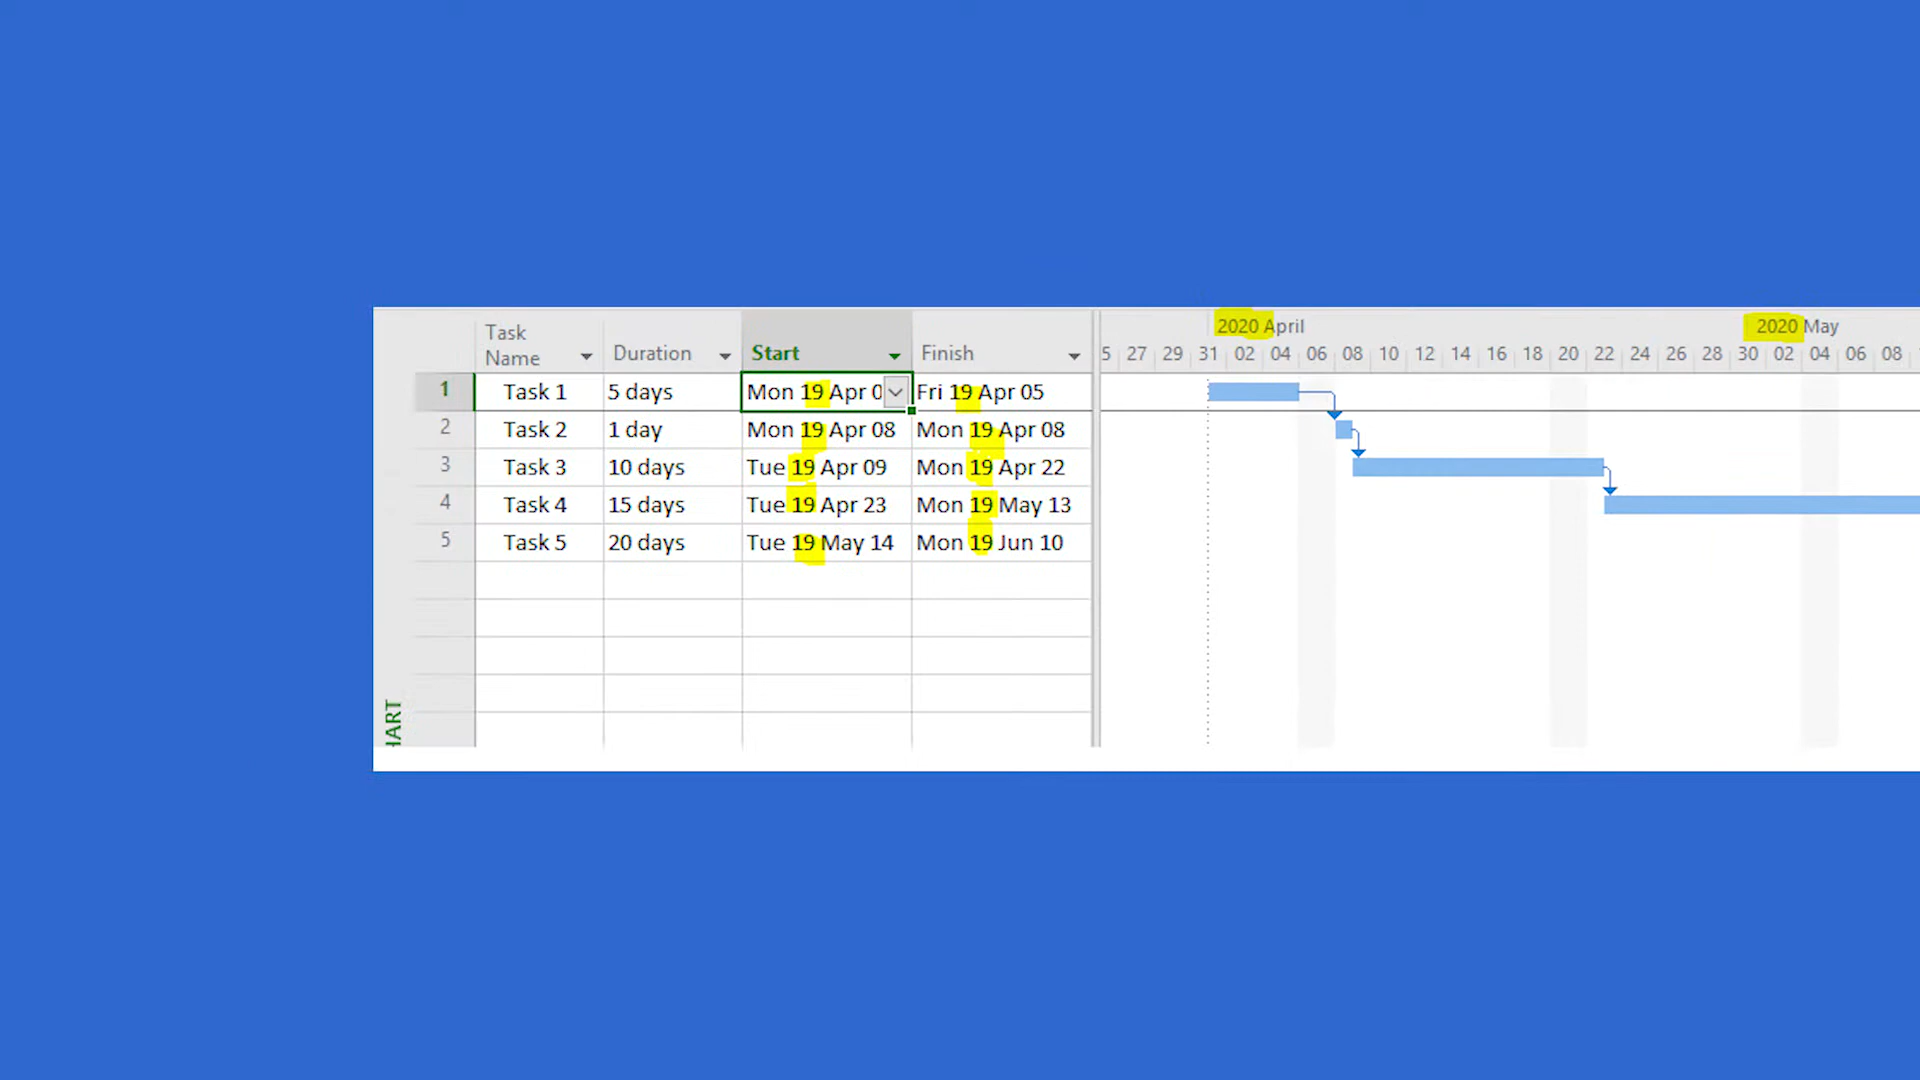 Task Name Duration Start Finish
2020 April 2020 May
5 27 29 31 02 04 06 08 10 12 14 16 18 20 22 24 26 28 30 02 04 06 08
1 Task 1 5 days Mon 19 Apr 0 Fri 19 Apr 05
2 Task 2 1 day Mon 19 Apr 08 Mon 19 Apr 08
3 Task 3 10 days Tue 19 Apr 09 Mon 19 Apr 22
4 Task 4 15 days Tue 19 Apr 23 Mon 19 May 13
5 Task 5 20 days Tue 19 May 14 Mon 19 Jun 10
HART